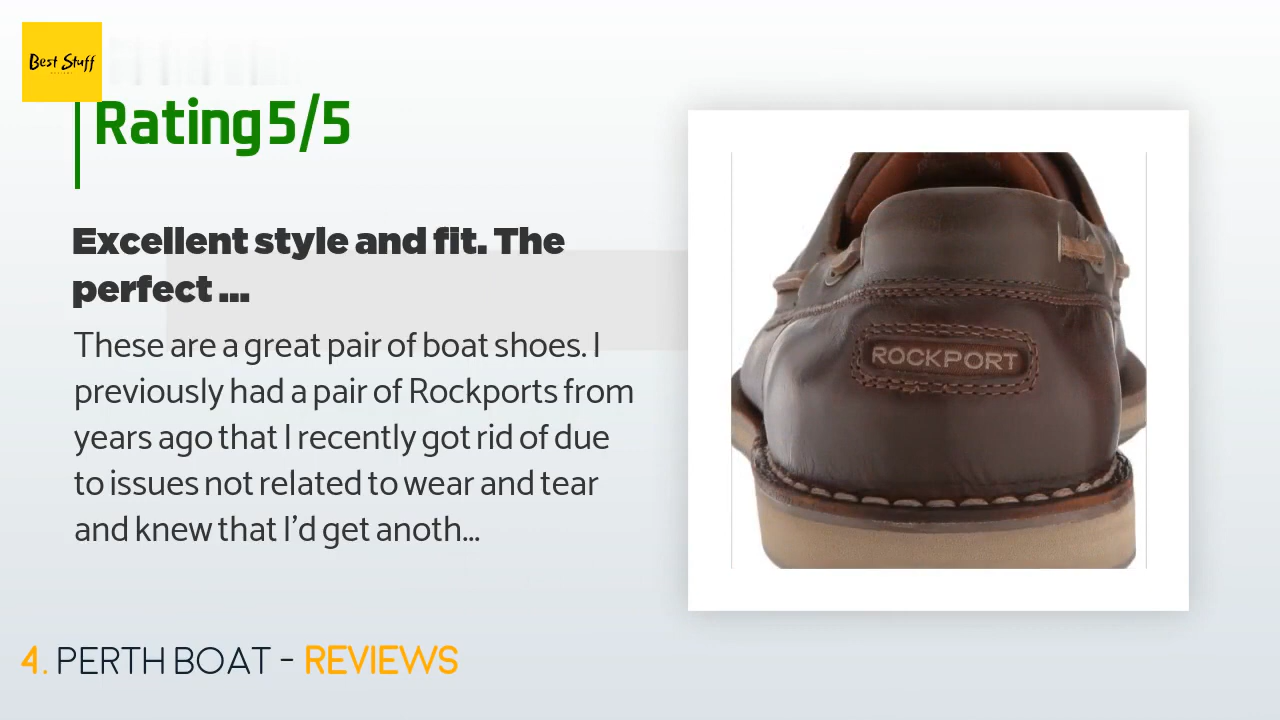 Best Stuff
Rating 5/5
Excellent style and fit. The
perfect ...
These are a great pair of boat shoes. I
previously had a pair of Rockports from
years ago that I recently got rid of due
to issues not related to wear and tear
and knew that I’d get anoth...
ROCKPORT
4. PERTH BOAT - REVIEWS